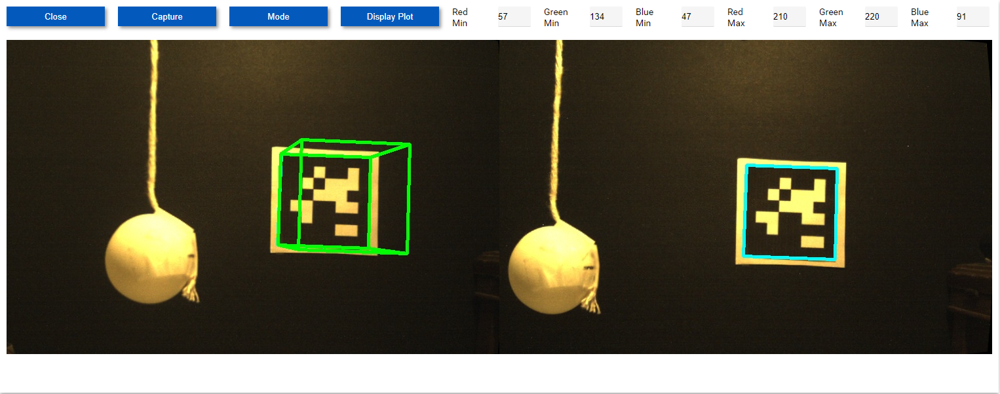 Close
Capture
Mode
Display Plot
Red
Min
57
Green
Min
134
Blue
Min
47
Red
Max
210
Green
Max
220
Blue
Max
91